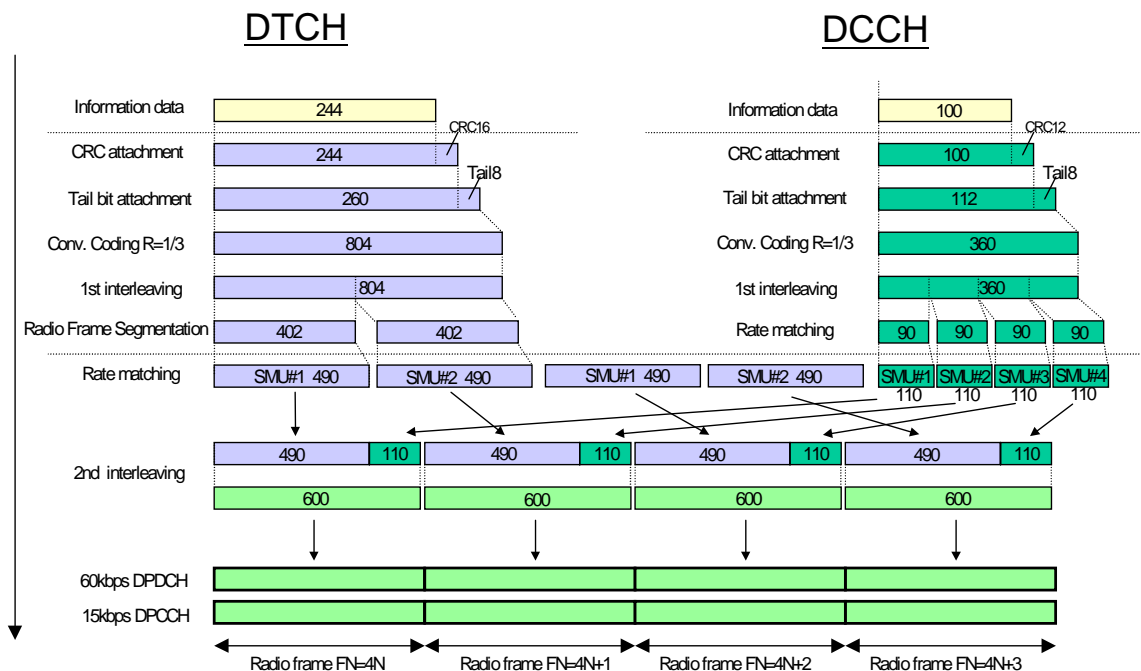 DTCH
DCCH
Information data
244
Information data
100
CRC16
CRC12
CRC attachment
244
CRC attachment
100
Tail8
Tail8
Tail bit attachment
260
Tail bit attachment
112
Conv. Coding R=1/3
804
Conv. Coding R=1/3
360
1st interleaving
804
1st interleaving
360
Radio Frame Segmentation
402
402
Rate matching
90
90
90
90
Rate matching
SMU#1 490
SMU#2 490
SMU#1 490
SMU#2 490
SMU#1
SMU#2
SMU#3
SMU#4
110
110
110
110
2nd interleaving
490
110
490
110
490
110
490
110
600
600
600
600
60kbps DPDCH
15kbps DPCCH
Radio frame FN=4N
Radio frame FN=4N+1
Radio frame FN=4N+2
Radio frame FN=4N+3